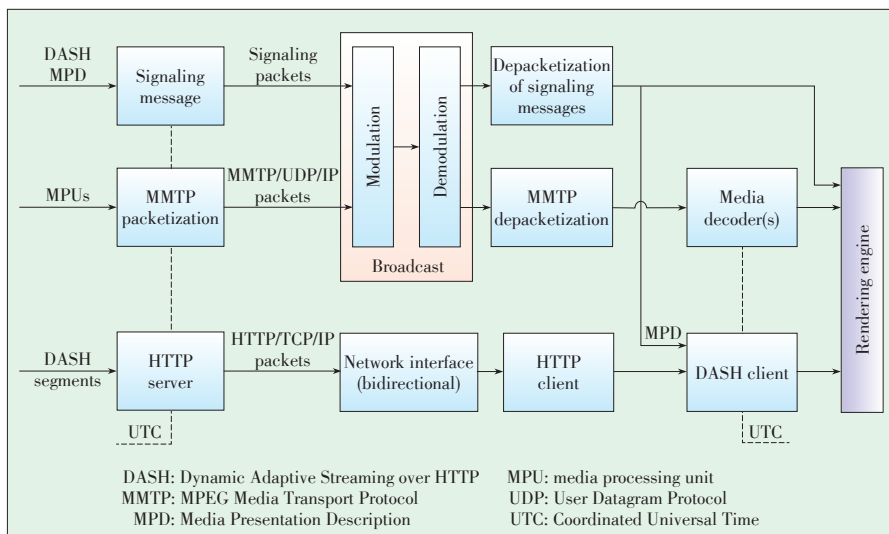 DASH
MPD
Signaling
message
Signaling
packets
Modulation
Demodulation
Broadcast
Depacketization
of signaling
messages
MPUs
MMTP
packetization
MMTP/UDP/IP
packets
MMTP
depacketization
Media
decoder(s)
Rendering engine
DASH
segments
HTTP
server
HTTP/TCP/IP
packets
Network interface
(bidirectional)
HTTP
client
MPD
DASH client
UTC
UTC
DASH: Dynamic Adaptive Streaming over HTTP
MMTP: MPEG Media Transport Protocol
MPD: Media Presentation Description
MPU: media processing unit
UDP: User Datagram Protocol
UTC: Coordinated Universal Time